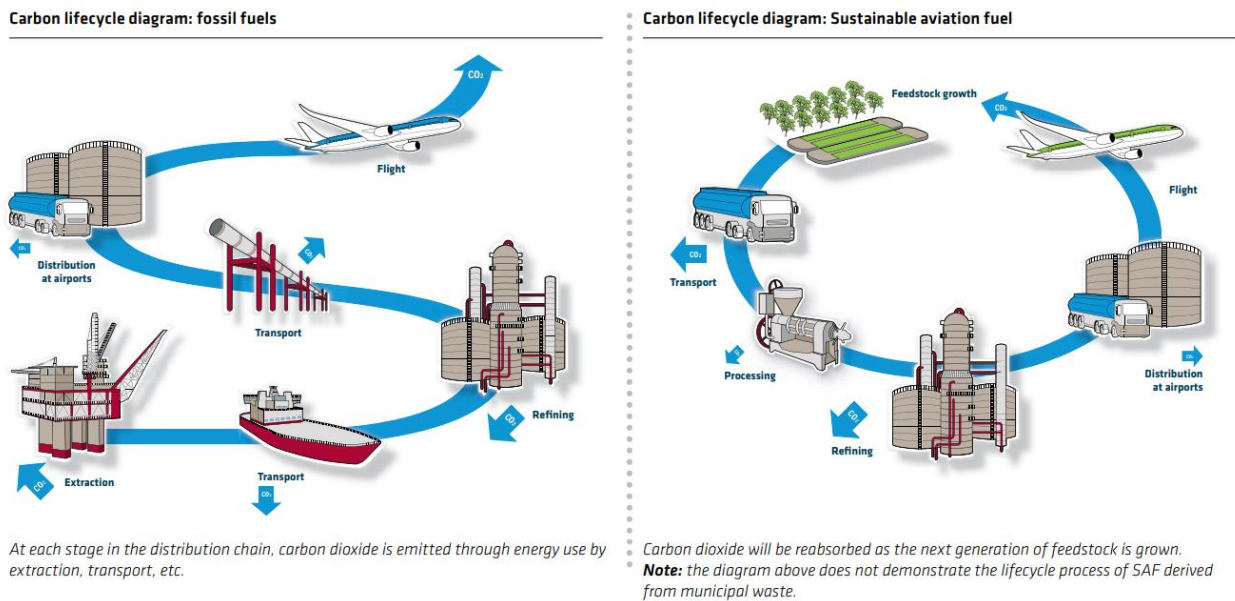 Carbon lifecycle diagram: fossil fuels
CO₂
Flight
CO₂
Distribution
at airports
CO₂
Transport
Refining
CO₂
CO₂
Extraction
Transport
CO₂
At each stage in the distribution chain, carbon dioxide is emitted through energy use by
extraction, transport, etc.
Carbon lifecycle diagram: Sustainable aviation fuel
Feedstock growth
CO₂
Flight
CO₂
Transport
Processing
CO₂
Distribution
at airports
CO₂
Refining
Carbon dioxide will be reabsorbed as the next generation of feedstock is grown.
Note: the diagram above does not demonstrate the lifecycle process of SAF derived
from municipal waste.